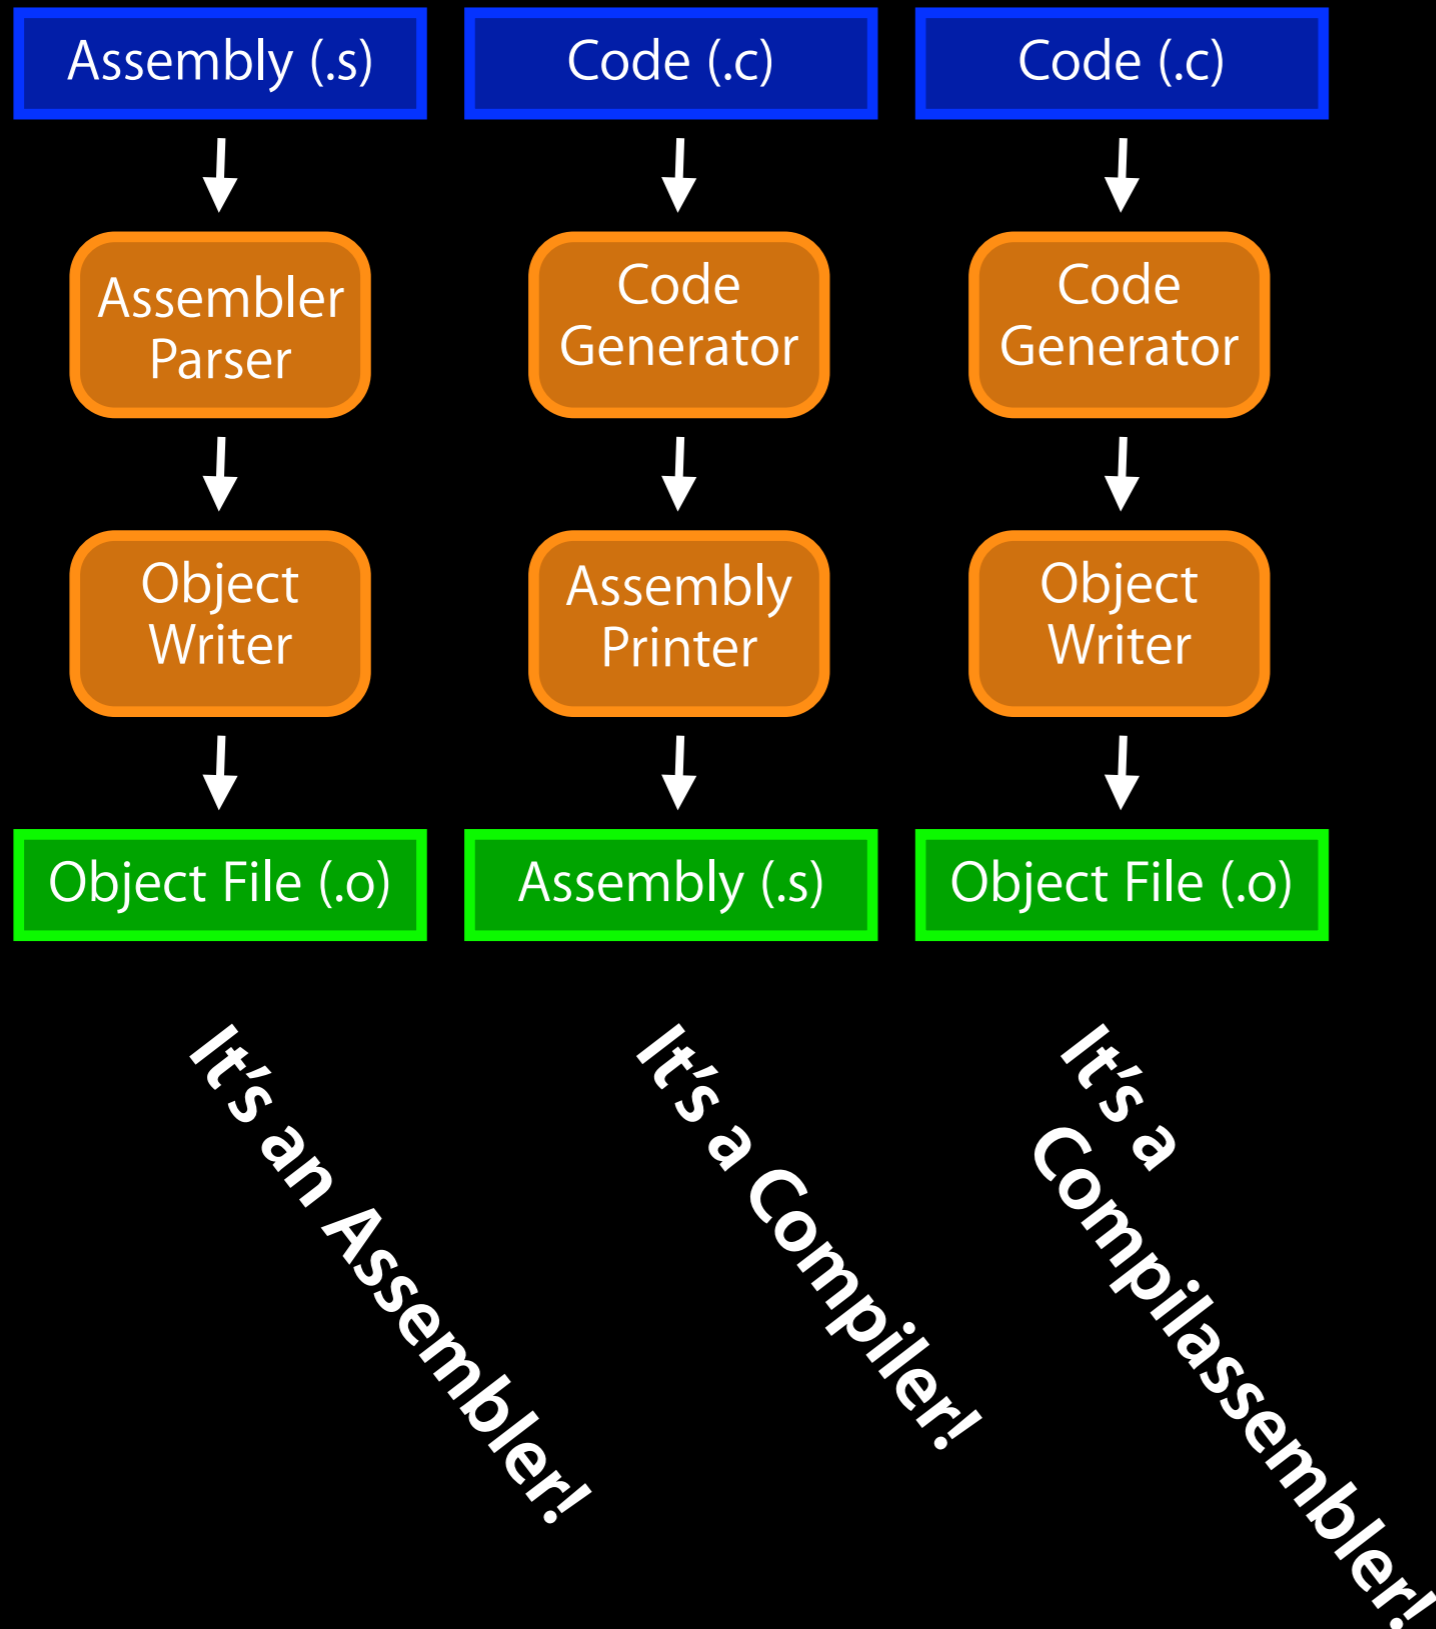 Assembly (.s)
Code (.c)
Code (.c)
Assembler
Parser
Code
Generator
Code
Generator
Object
Writer
Assembly
Printer
Object
Writer
Object File (.o)
Assembly (.s)
Object File (.o)
It's an Assembler!
It's a Compiler!
It's a
Compilassembler!